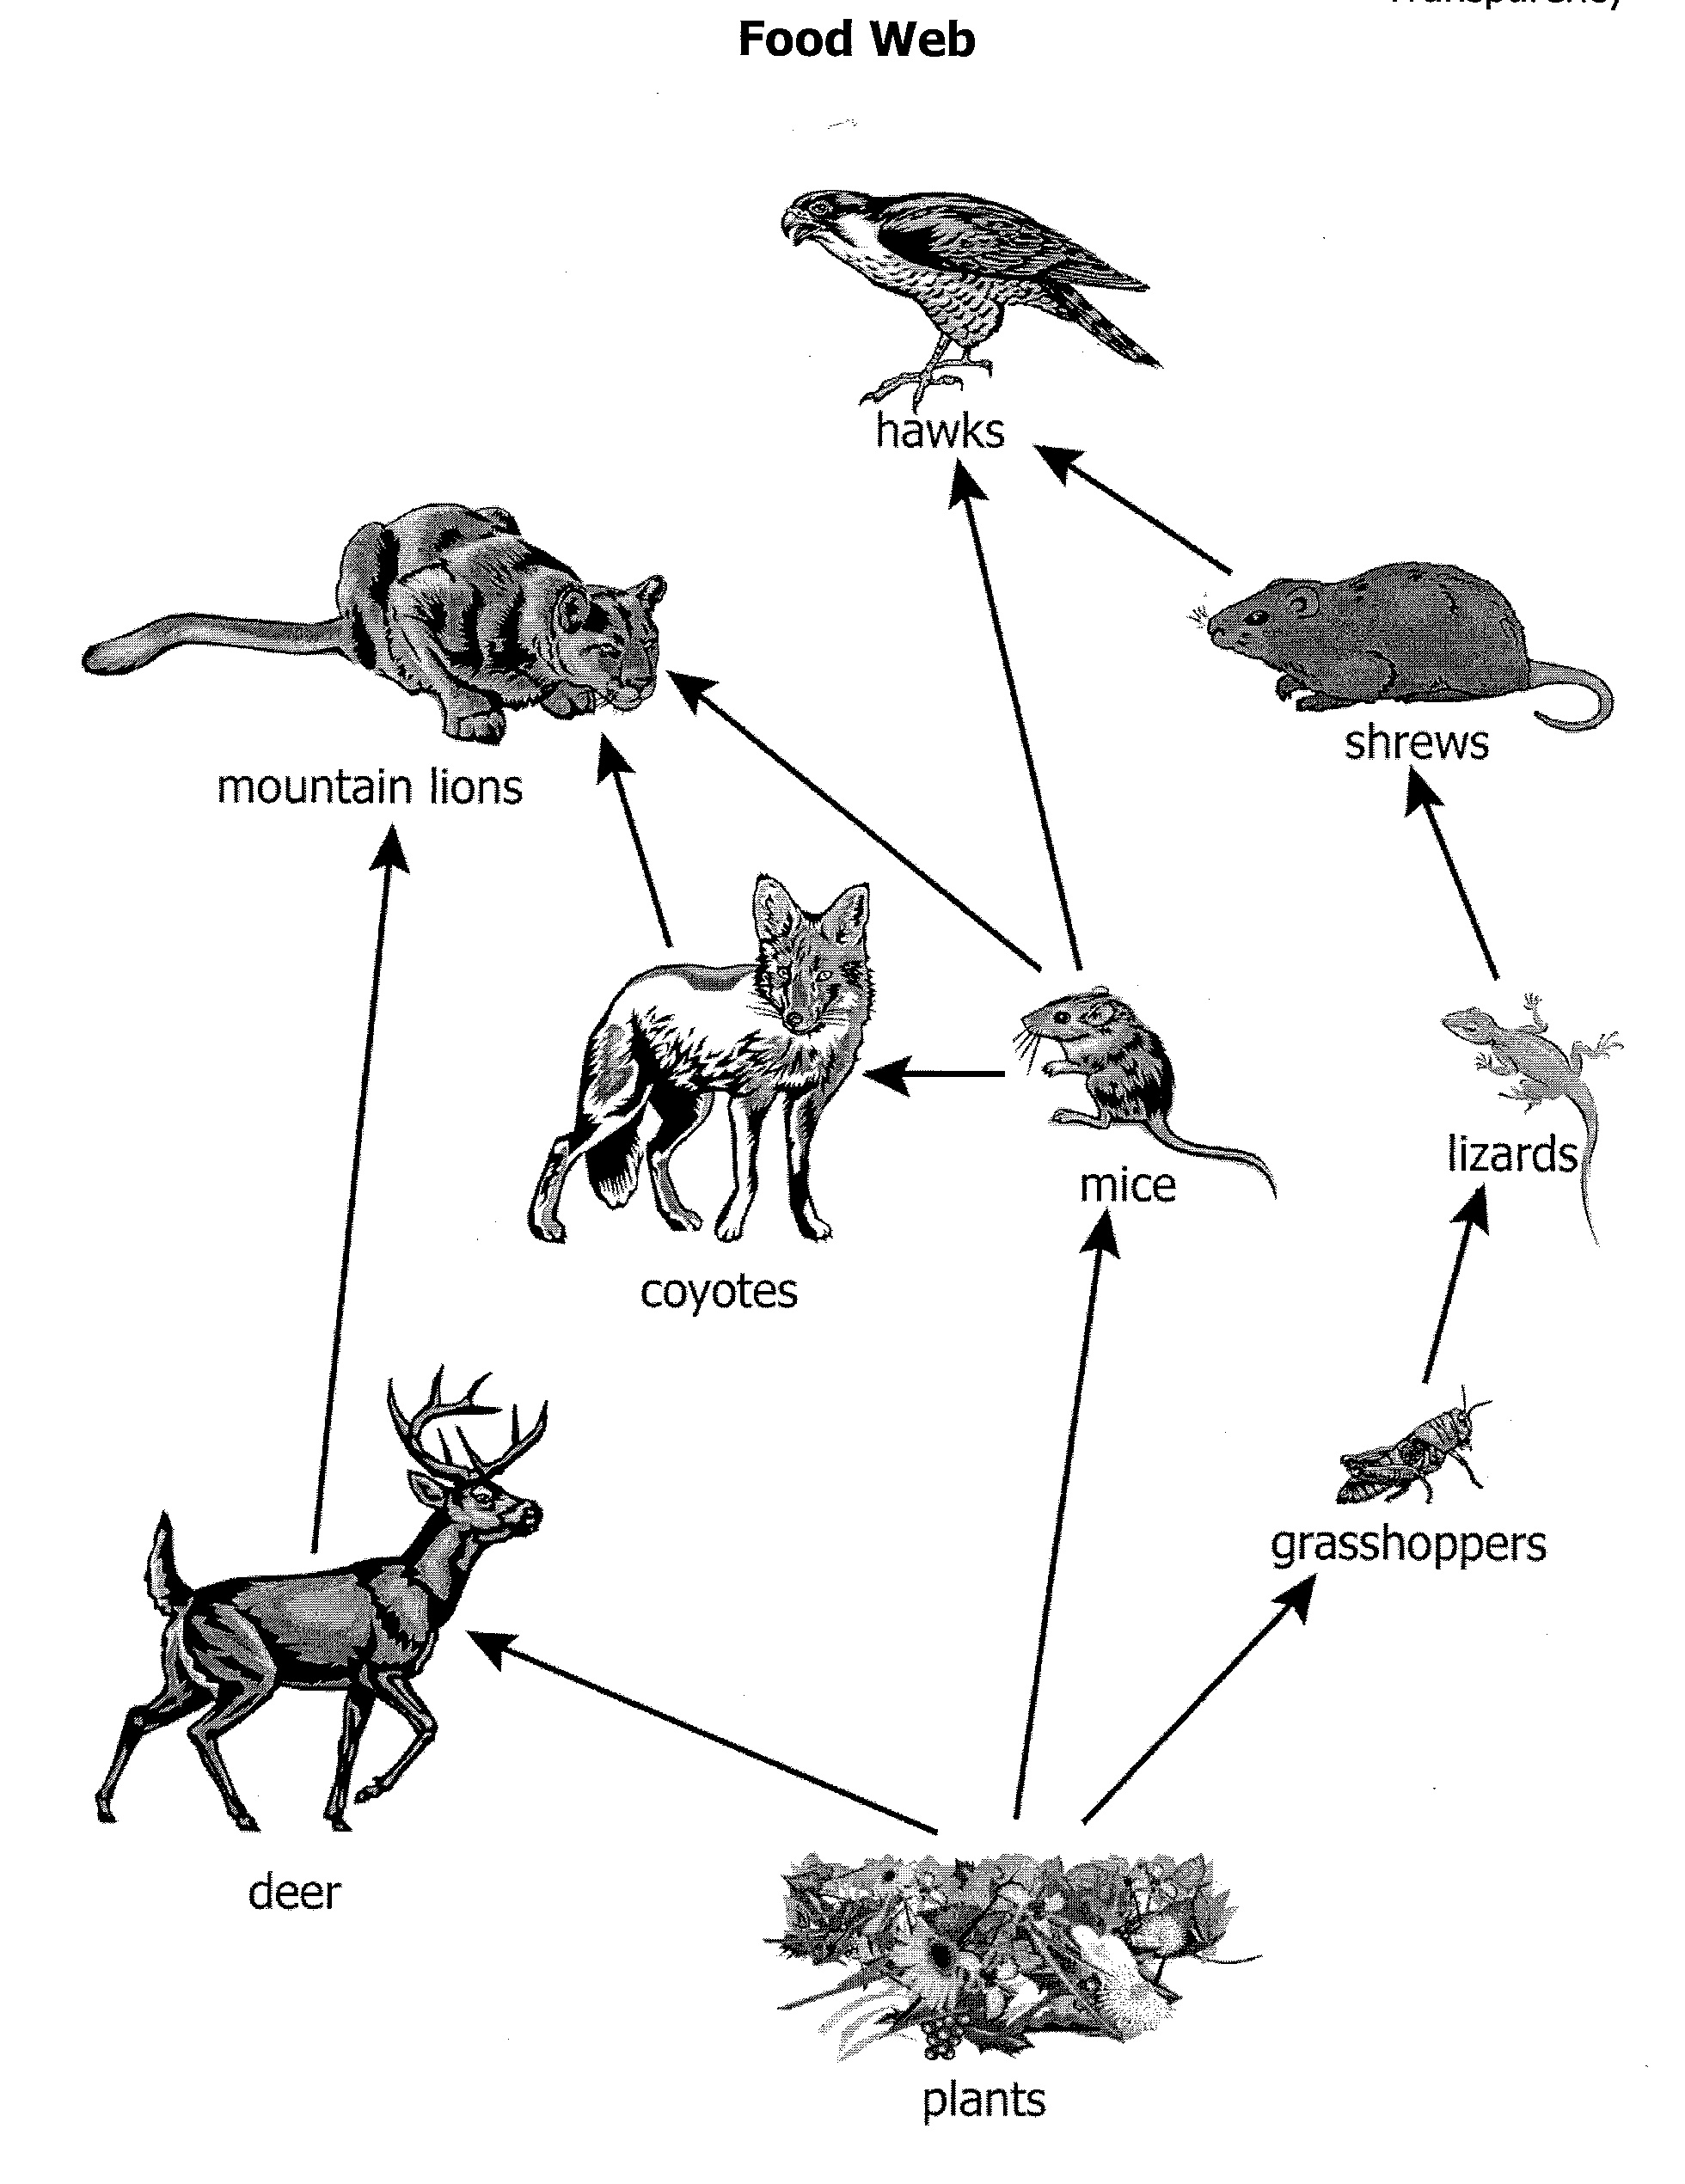 Food Web
hawks
shrews
mountain lions
lizards
mice
coyotes
grasshoppers
deer
plants